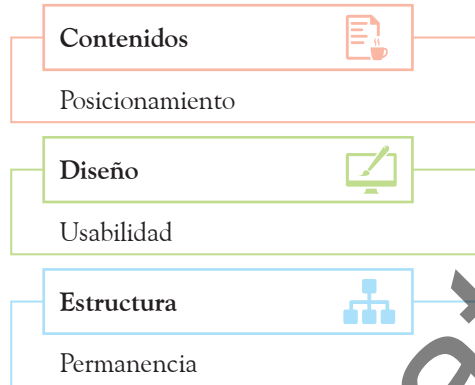 Contenidos
Posicionamiento
Diseño
Usabilidad
Estructura
Permanencia